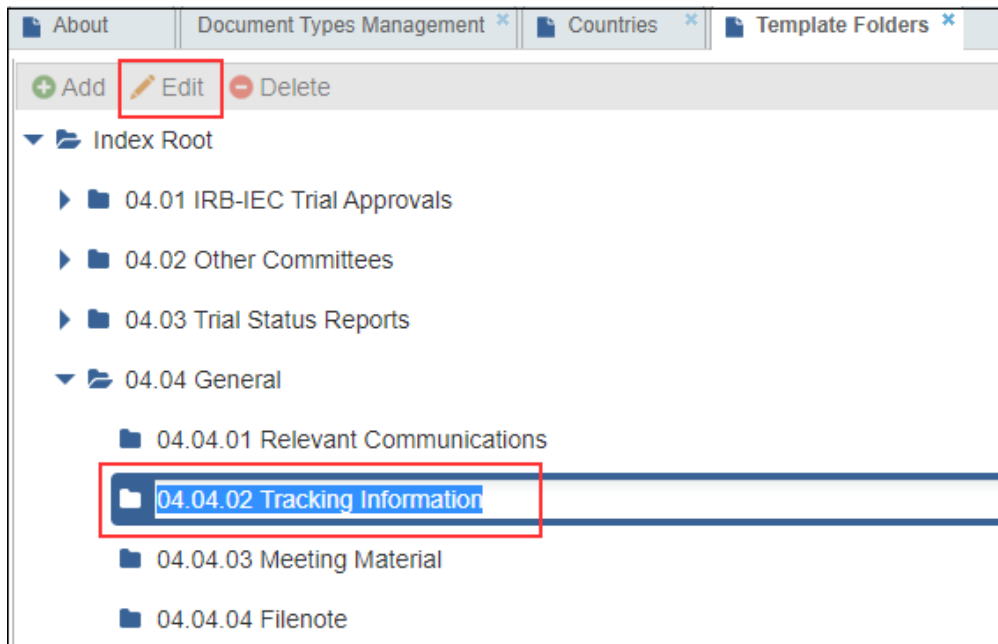 About Document Types Management Countries Template Folders
Add Edit Delete
Index Root
04.01 IRB-IEC Trial Approvals
04.02 Other Committees
04.03 Trial Status Reports
04.04 General
04.04.01 Relevant Communications
04.04.02 Tracking Information
04.04.03 Meeting Material
04.04.04 Filenote